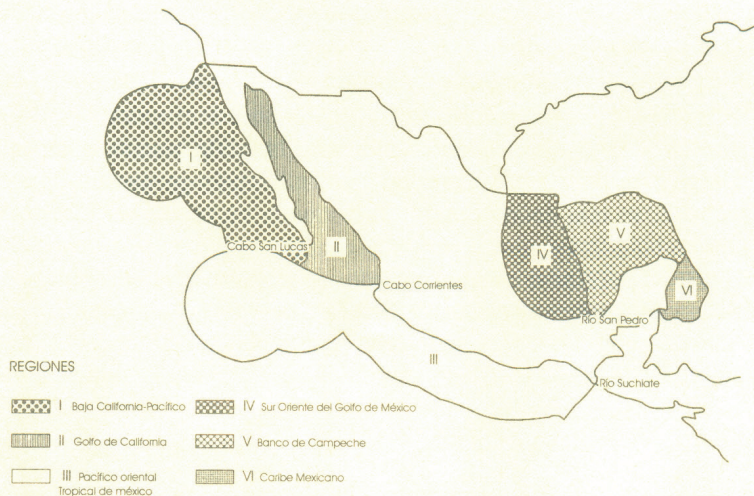 I
II
IV
V
VI
III
Cabo San Lucas
Cabo Corrientes
Río San Pedro
Río Suchiate
REGIONES
I Baja California-Pacífico
II Golfo de California
III Pacífico oriental
Tropical de méxico
IV Sur Oriente del Golfo de México
V Banco de Campeche
VI Caribe Mexicano